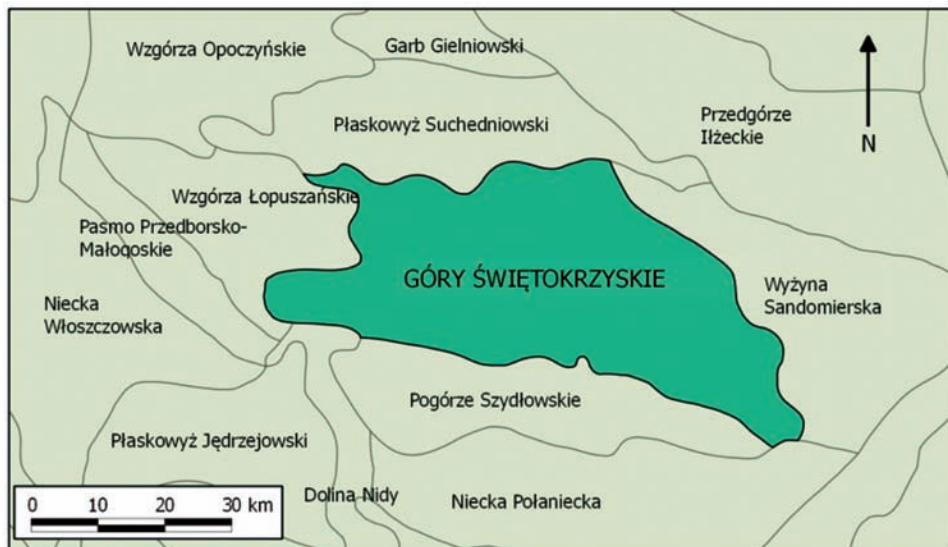 Wzgórza Opoczyńskie
Garb Gielniowski
Płaskowyż Suchedniowski
Przedgórze
Iłżeckie
N
Wzgórza Łopuszańskie
Pasmo Przedborsko-
Małogoskie
GÓRY ŚWIĘTOKRZYSKIE
Niecka
Włoszczowska
Wyżyna
Sandomierska
Pogórze Szydłowskie
Płaskowyż Jędrzejowski
Dolina Nidy
Niecka Połaniecka
0 10 20 30 km